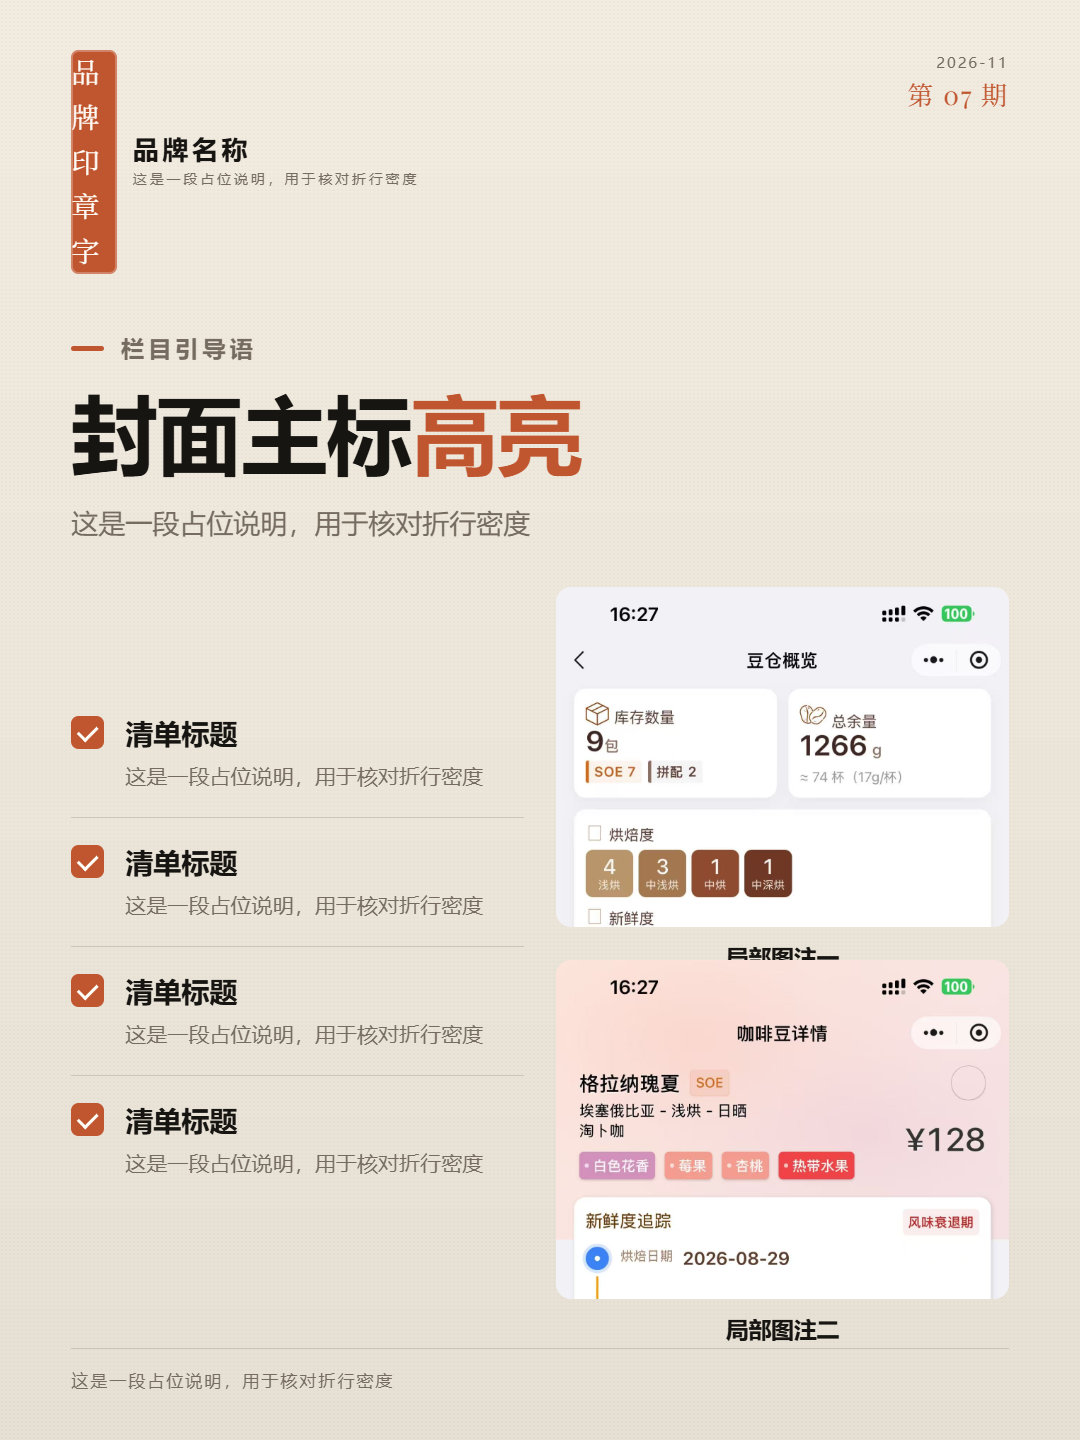 品
牌
印
章
字
品牌名称
这是一段占位说明，用于核对折行密度
2026-11
第 07 期
栏目引导语
封面主标高亮
这是一段占位说明，用于核对折行密度
清单标题
这是一段占位说明，用于核对折行密度
清单标题
这是一段占位说明，用于核对折行密度
清单标题
这是一段占位说明，用于核对折行密度
清单标题
这是一段占位说明，用于核对折行密度
16:27
100
豆仓概览
库存数量
9包
SOE 7 拼配 2
总余量
1266 g
≈ 74 杯（17g/杯）
烘焙度
4 3 1 1
浅烘 中浅烘 中烘 中深烘
新鲜度
局部图注一
16:27
100
咖啡豆详情
格拉纳瑰夏 SOE
埃塞俄比亚 - 浅烘 - 日晒
淘卜咖
¥128
白色花香 莓果 杏桃 热带水果
新鲜度追踪
风味衰退期
烘焙日期 2026-08-29
局部图注二
这是一段占位说明，用于核对折行密度